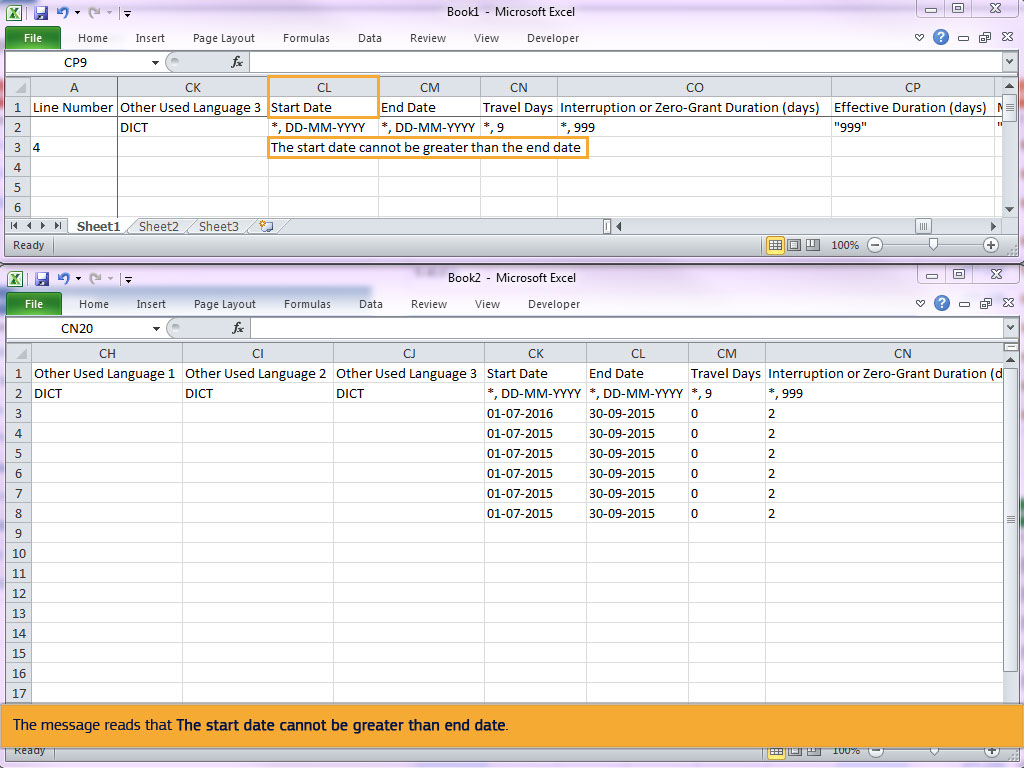 Book1 - Microsoft Excel
File Home Insert Page Layout Formulas Data Review View Developer
CP9 fx
A CK CL CM CN CO CP
1 Line Number Other Used Language 3 Start Date End Date Travel Days Interruption or Zero-Grant Duration (days) Effective Duration (days)
2 DICT *, DD-MM-YYYY *, DD-MM-YYYY *, 9 *, 999 "999" "
3 4 The start date cannot be greater than the end date
4
5
6
Sheet1 Sheet2 Sheet3
Ready 100%
Book2 - Microsoft Excel
File Home Insert Page Layout Formulas Data Review View Developer
CN20 fx
CH CI CJ CK CL CM CN
1 Other Used Language 1 Other Used Language 2 Other Used Language 3 Start Date End Date Travel Days Interruption or Zero-Grant Duration (d
2 DICT DICT DICT *, DD-MM-YYYY *, DD-MM-YYYY *, 9 *, 999
3 01-07-2016 30-09-2015 0 2
4 01-07-2015 30-09-2015 0 2
5 01-07-2015 30-09-2015 0 2
6 01-07-2015 30-09-2015 0 2
7 01-07-2015 30-09-2015 0 2
8 01-07-2015 30-09-2015 0 2
9
10
11
12
13
14
15
16
17
The message reads that The start date cannot be greater than end date.
Ready 100%